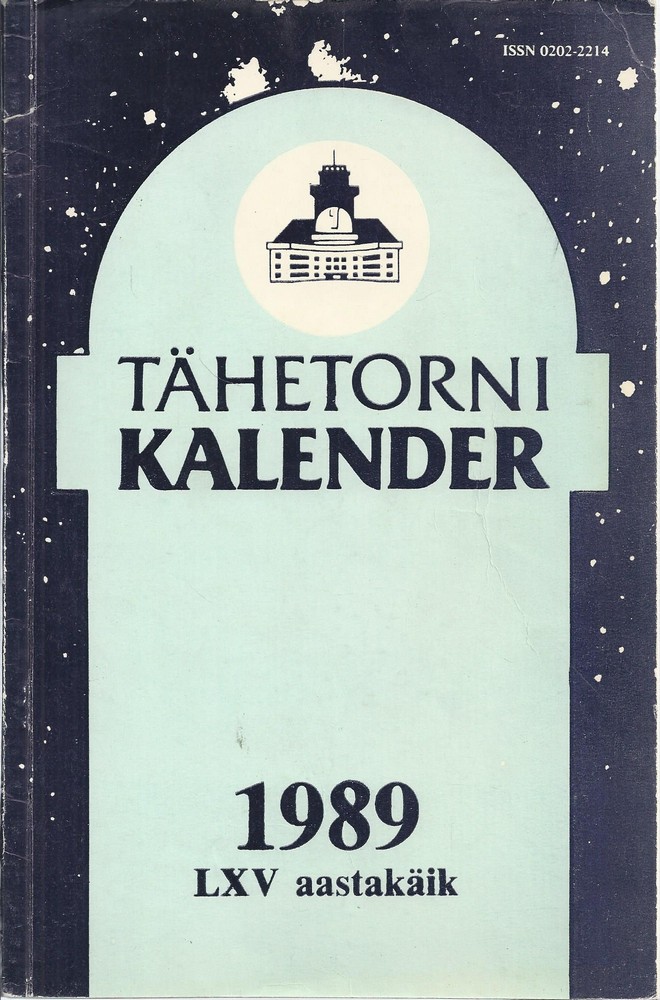 ISSN 0202-2214
TÄHETORNI
KALENDER
1989
LXV aastakäik